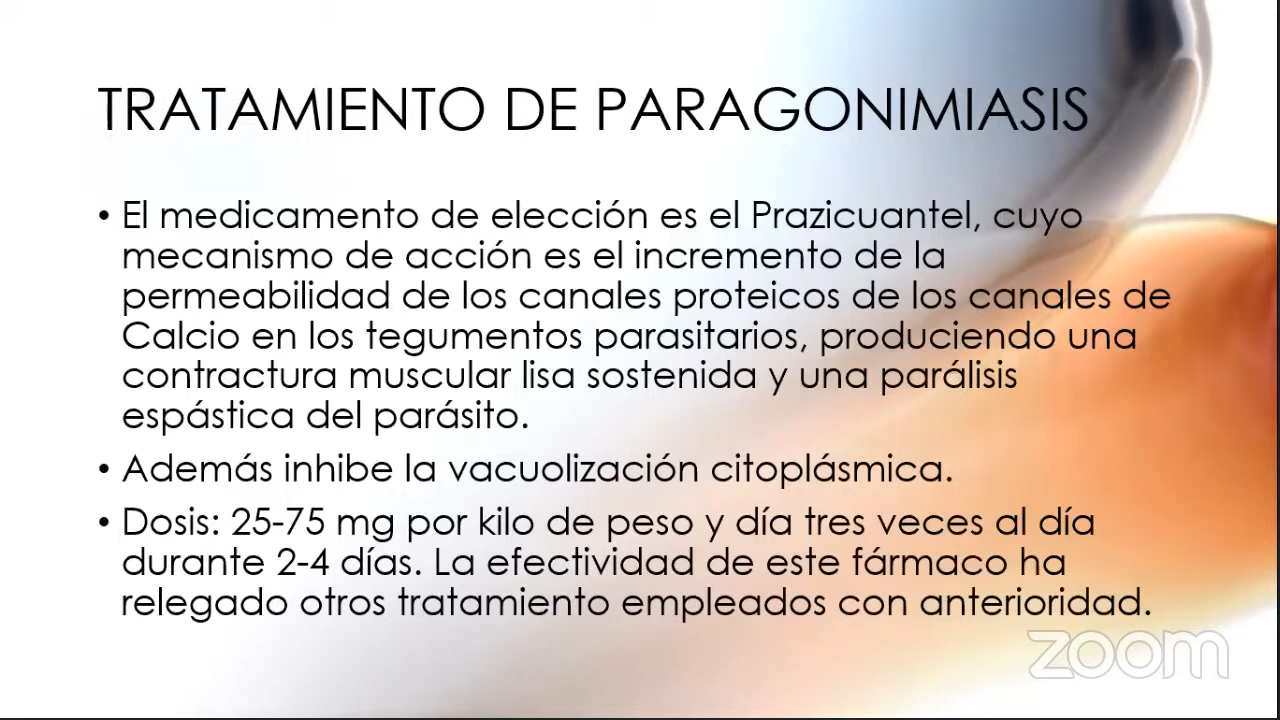 TRATAMIENTO DE PARAGONIMIASIS
• El medicamento de elección es el Prazicuantel, cuyo
mecanismo de acción es el incremento de la
permeabilidad de los canales proteicos de los canales de
Calcio en los tegumentos parasitarios, produciendo una
contractura muscular lisa sostenida y una parálisis
espástica del parásito.
• Además inhibe la vacuolización citoplásmica.
• Dosis: 25-75 mg por kilo de peso y día tres veces al día
durante 2-4 días. La efectividad de este fármaco ha
relegado otros tratamiento empleados con anterioridad.
zoom